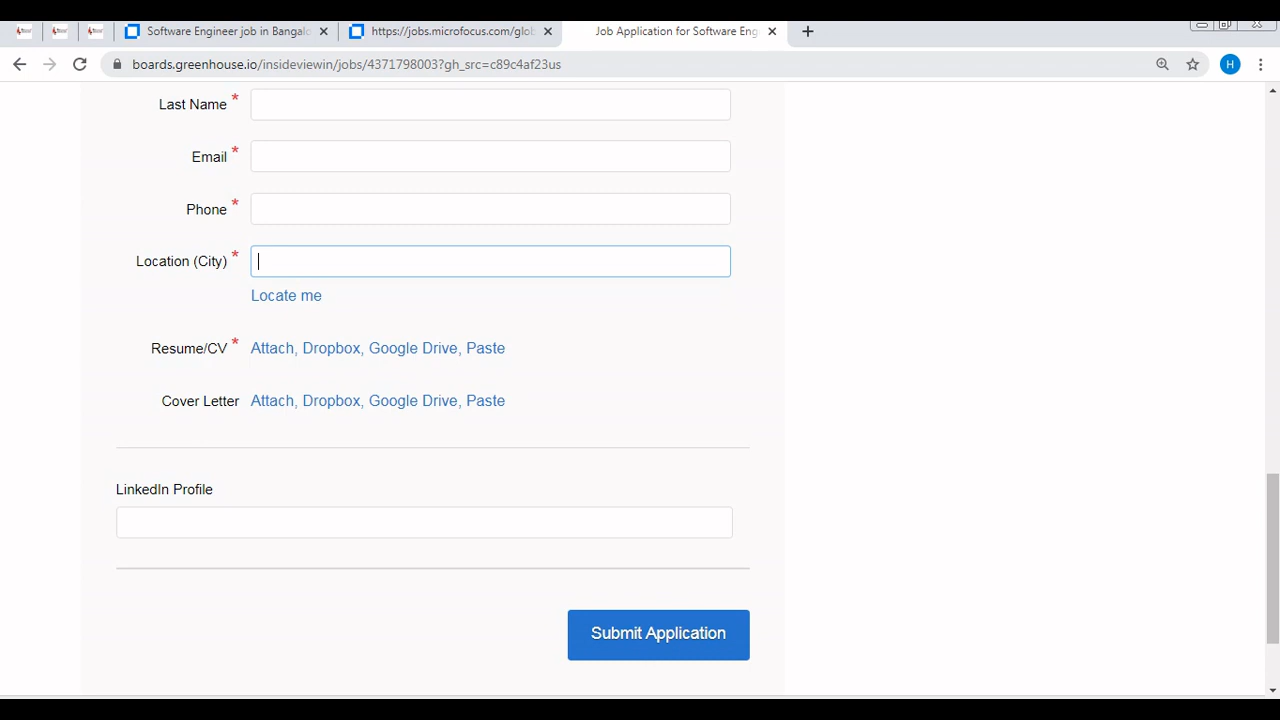 Software Engineer job in Bangalo
https://jobs.microfocus.com/glob
Job Application for Software Eng
boards.greenhouse.io/insideviewin/jobs/4371798003?gh_src=c89c4af23us
H
Last Name *
Email *
Phone *
Location (City) *
Locate me
Resume/CV * Attach, Dropbox, Google Drive, Paste
Cover Letter Attach, Dropbox, Google Drive, Paste
LinkedIn Profile
Submit Application